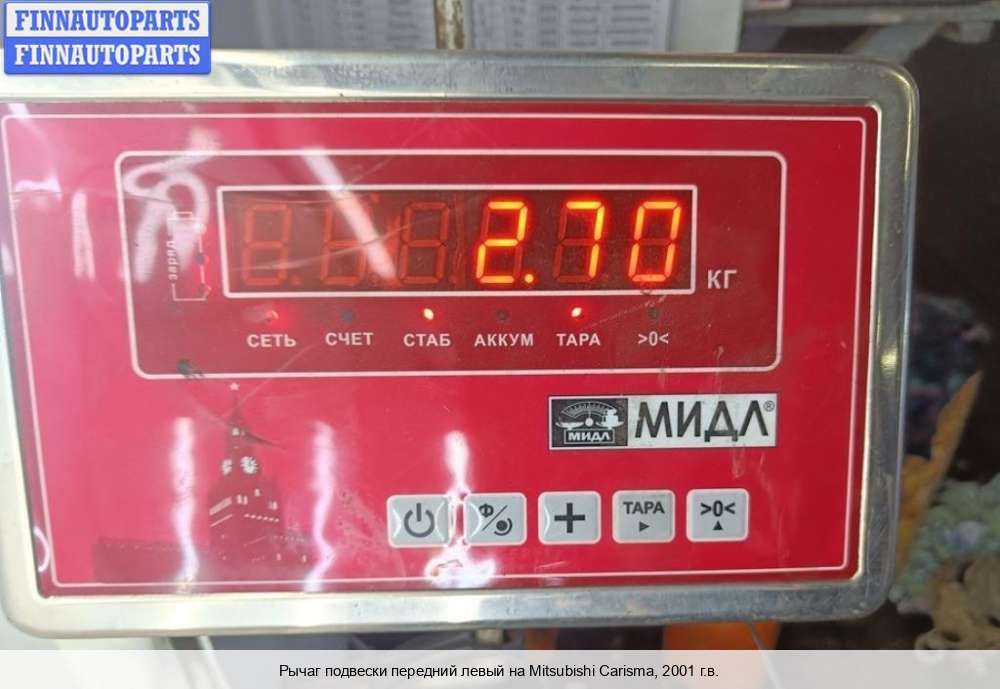 FINNAUTOPARTS
FINNAUTOPARTS
заряд
2.70
КГ
СЕТЬ СЧЕТ СТАБ АККУМ ТАРА >0<
МИДЛ МИДЛ®
Ф/ + ТАРА >0<
Рычаг подвески передний левый на Mitsubishi Carisma, 2001 г.в.